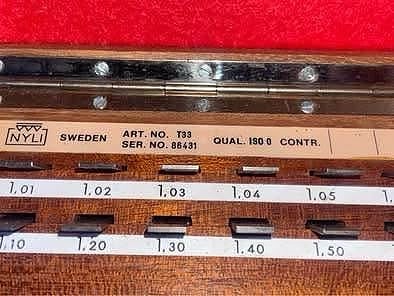 NYLI SWEDEN ART. NO. T33 QUAL. ISO 0 CONTR.
SER. NO. 86431
1,01 1,02 1,03 1,04 1,05
1,10 1,20 1,30 1,40 1,50